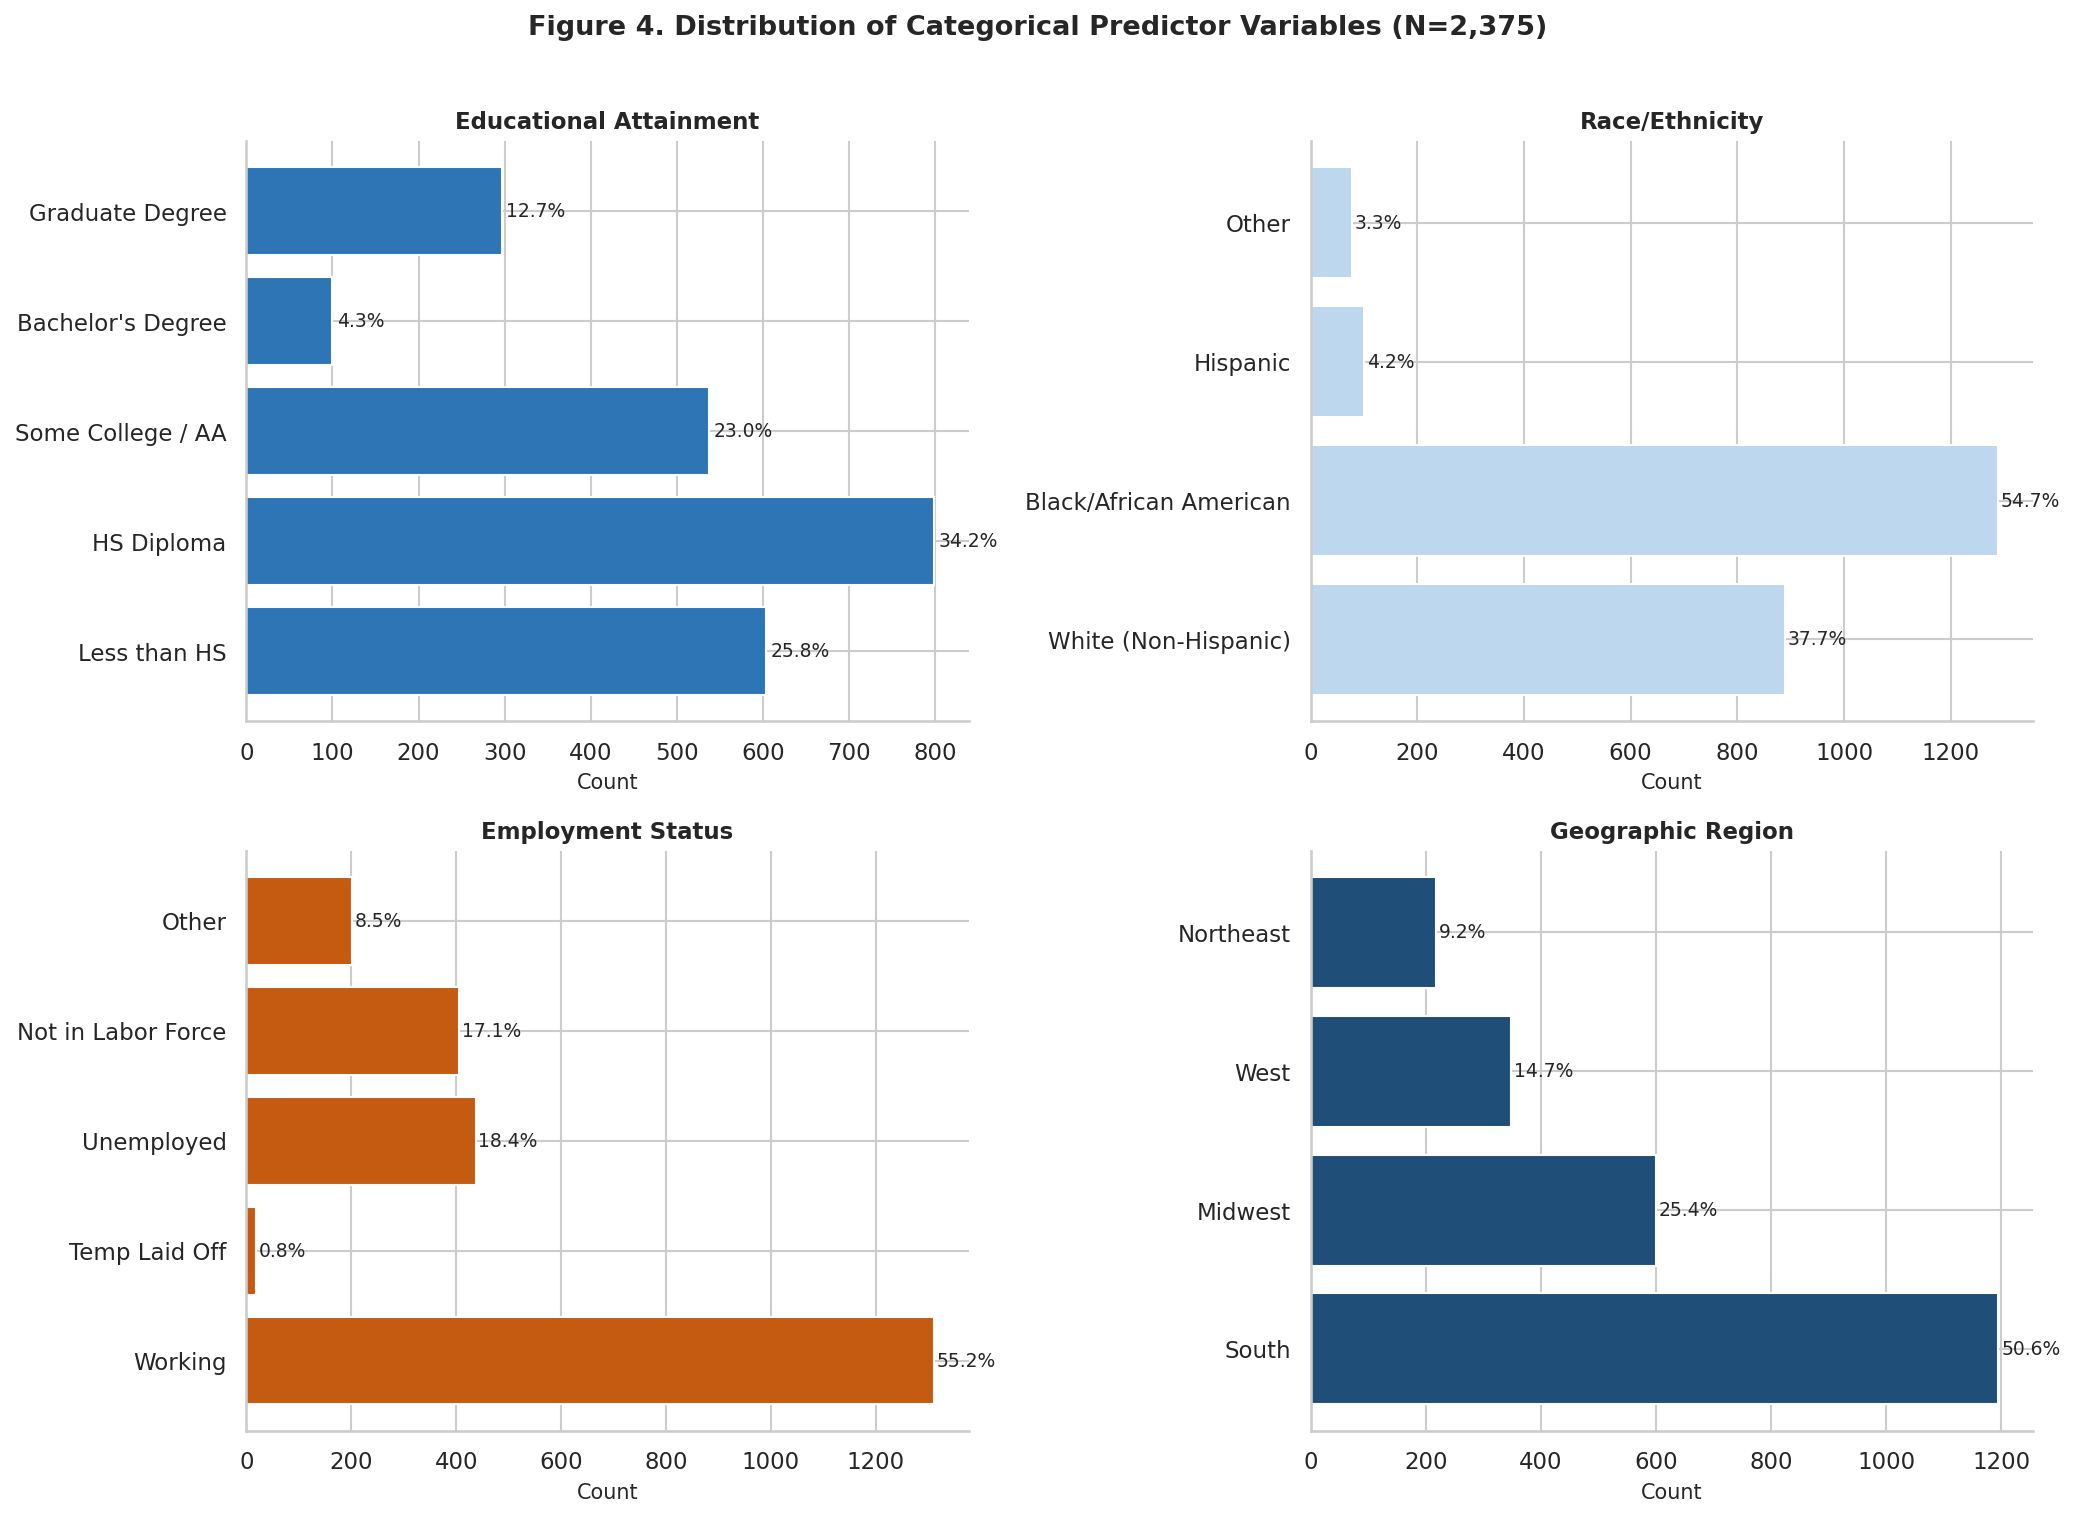 Figure 4. Distribution of Categorical Predictor Variables (N=2,375)
Educational Attainment
Graduate Degree
12.7%
Bachelor's Degree
4.3%
Some College / AA
23.0%
HS Diploma
34.2%
Less than HS
25.8%
0 100 200 300 400 500 600 700 800
Count
Race/Ethnicity
Other
3.3%
Hispanic
4.2%
Black/African American
54.7%
White (Non-Hispanic)
37.7%
0 200 400 600 800 1000 1200
Count
Employment Status
Other
8.5%
Not in Labor Force
17.1%
Unemployed
18.4%
Temp Laid Off
0.8%
Working
55.2%
0 200 400 600 800 1000 1200
Count
Geographic Region
Northeast
9.2%
West
14.7%
Midwest
25.4%
South
50.6%
0 200 400 600 800 1000 1200
Count